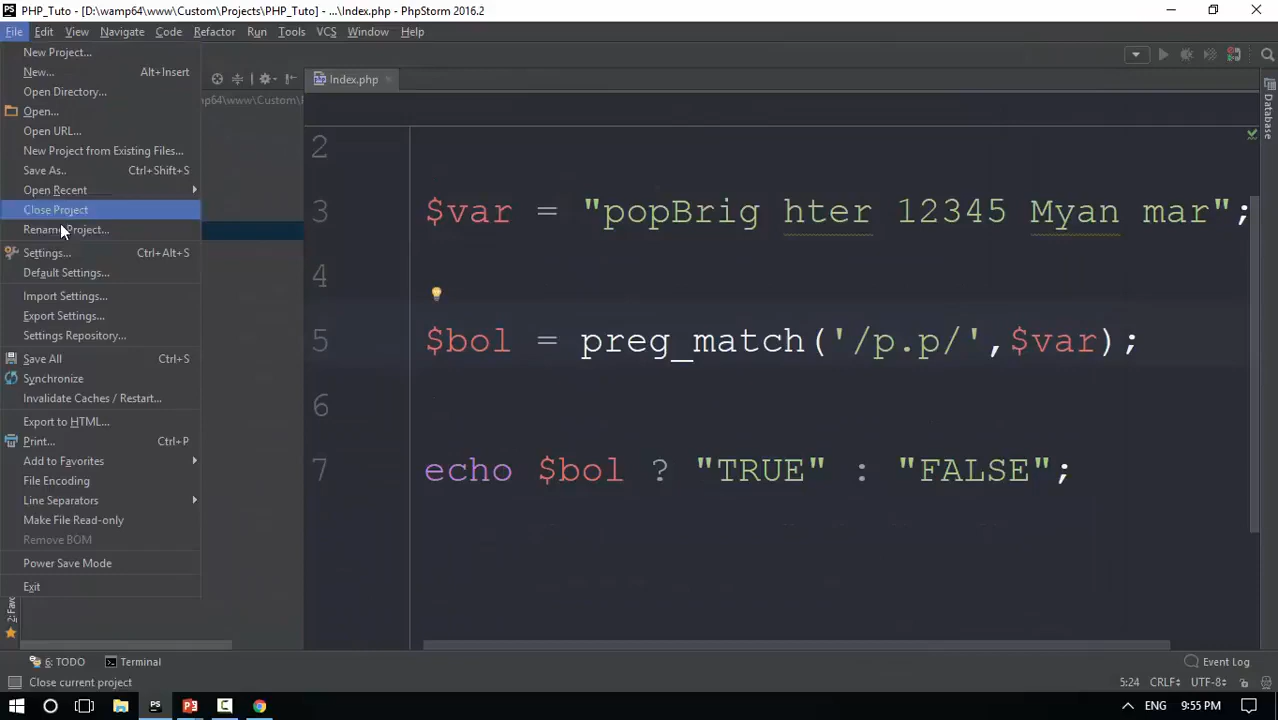 PHP_Tuto - [D:\wamp64\www\Custom\Projects\PHP_Tuto] - ...\Index.php - PhpStorm 2016.2
File Edit View Navigate Code Refactor Run Tools VCS Window Help
New Project...
New... Alt+Insert
Open Directory...
Open...
Open URL...
New Project from Existing Files...
Save As.. Ctrl+Shift+S
Open Recent
Close Project
Rename Project...
Settings... Ctrl+Alt+S
Default Settings...
Import Settings...
Export Settings...
Settings Repository...
Save All Ctrl+S
Synchronize
Invalidate Caches / Restart...
Export to HTML...
Print... Ctrl+P
Add to Favorites
File Encoding
Line Separators
Make File Read-only
Remove BOM
Power Save Mode
Exit
amp64\www\Custom\
Index.php
2
3 $var = "popBrig hter 12345 Myan mar";
4
5 $bol = preg_match('/p.p/',$var);
6
7 echo $bol ? "TRUE" : "FALSE";
Database
2: Fav
6: TODO Terminal Event Log
Close current project 5:24 CRLF UTF-8
ENG 9:55 PM